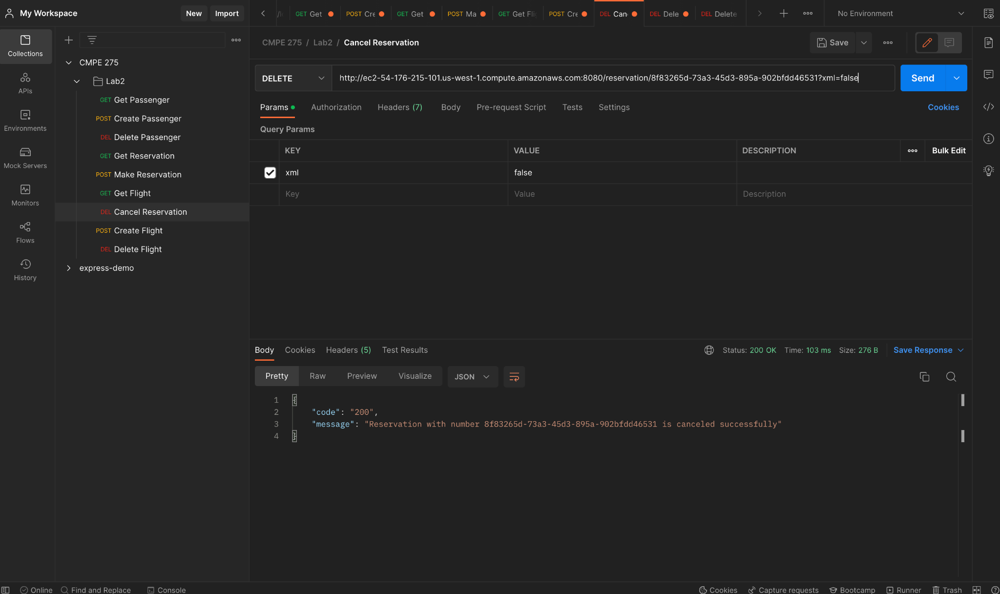 My Workspace
New
Import
GET Get
POST Cre
GET Get
POST Ma
GET Get Flig
POST Cre
DEL Can
DEL Dele
DEL Delete
No Environment
Collections
APIs
Environments
Mock Servers
Monitors
Flows
History
CMPE 275
Lab2
GET Get Passenger
POST Create Passenger
DEL Delete Passenger
GET Get Reservation
POST Make Reservation
GET Get Flight
DEL Cancel Reservation
POST Create Flight
DEL Delete Flight
express-demo
CMPE 275 / Lab2 / Cancel Reservation
Save
DELETE
http://ec2-54-176-215-101.us-west-1.compute.amazonaws.com:8080/reservation/8f83265d-73a3-45d3-895a-902bfdd46531?xml=false
Send
Params
Authorization
Headers (7)
Body
Pre-request Script
Tests
Settings
Cookies
Query Params
KEY
VALUE
DESCRIPTION
Bulk Edit
xml
false
Key
Value
Description
Body
Cookies
Headers (5)
Test Results
Status: 200 OK
Time: 103 ms
Size: 276 B
Save Response
Pretty
Raw
Preview
Visualize
JSON
1 {
2 "code": "200",
3 "message": "Reservation with number 8f83265d-73a3-45d3-895a-902bfdd46531 is canceled successfully"
4 }
Online
Find and Replace
Console
Cookies
Capture requests
Bootcamp
Runner
Trash